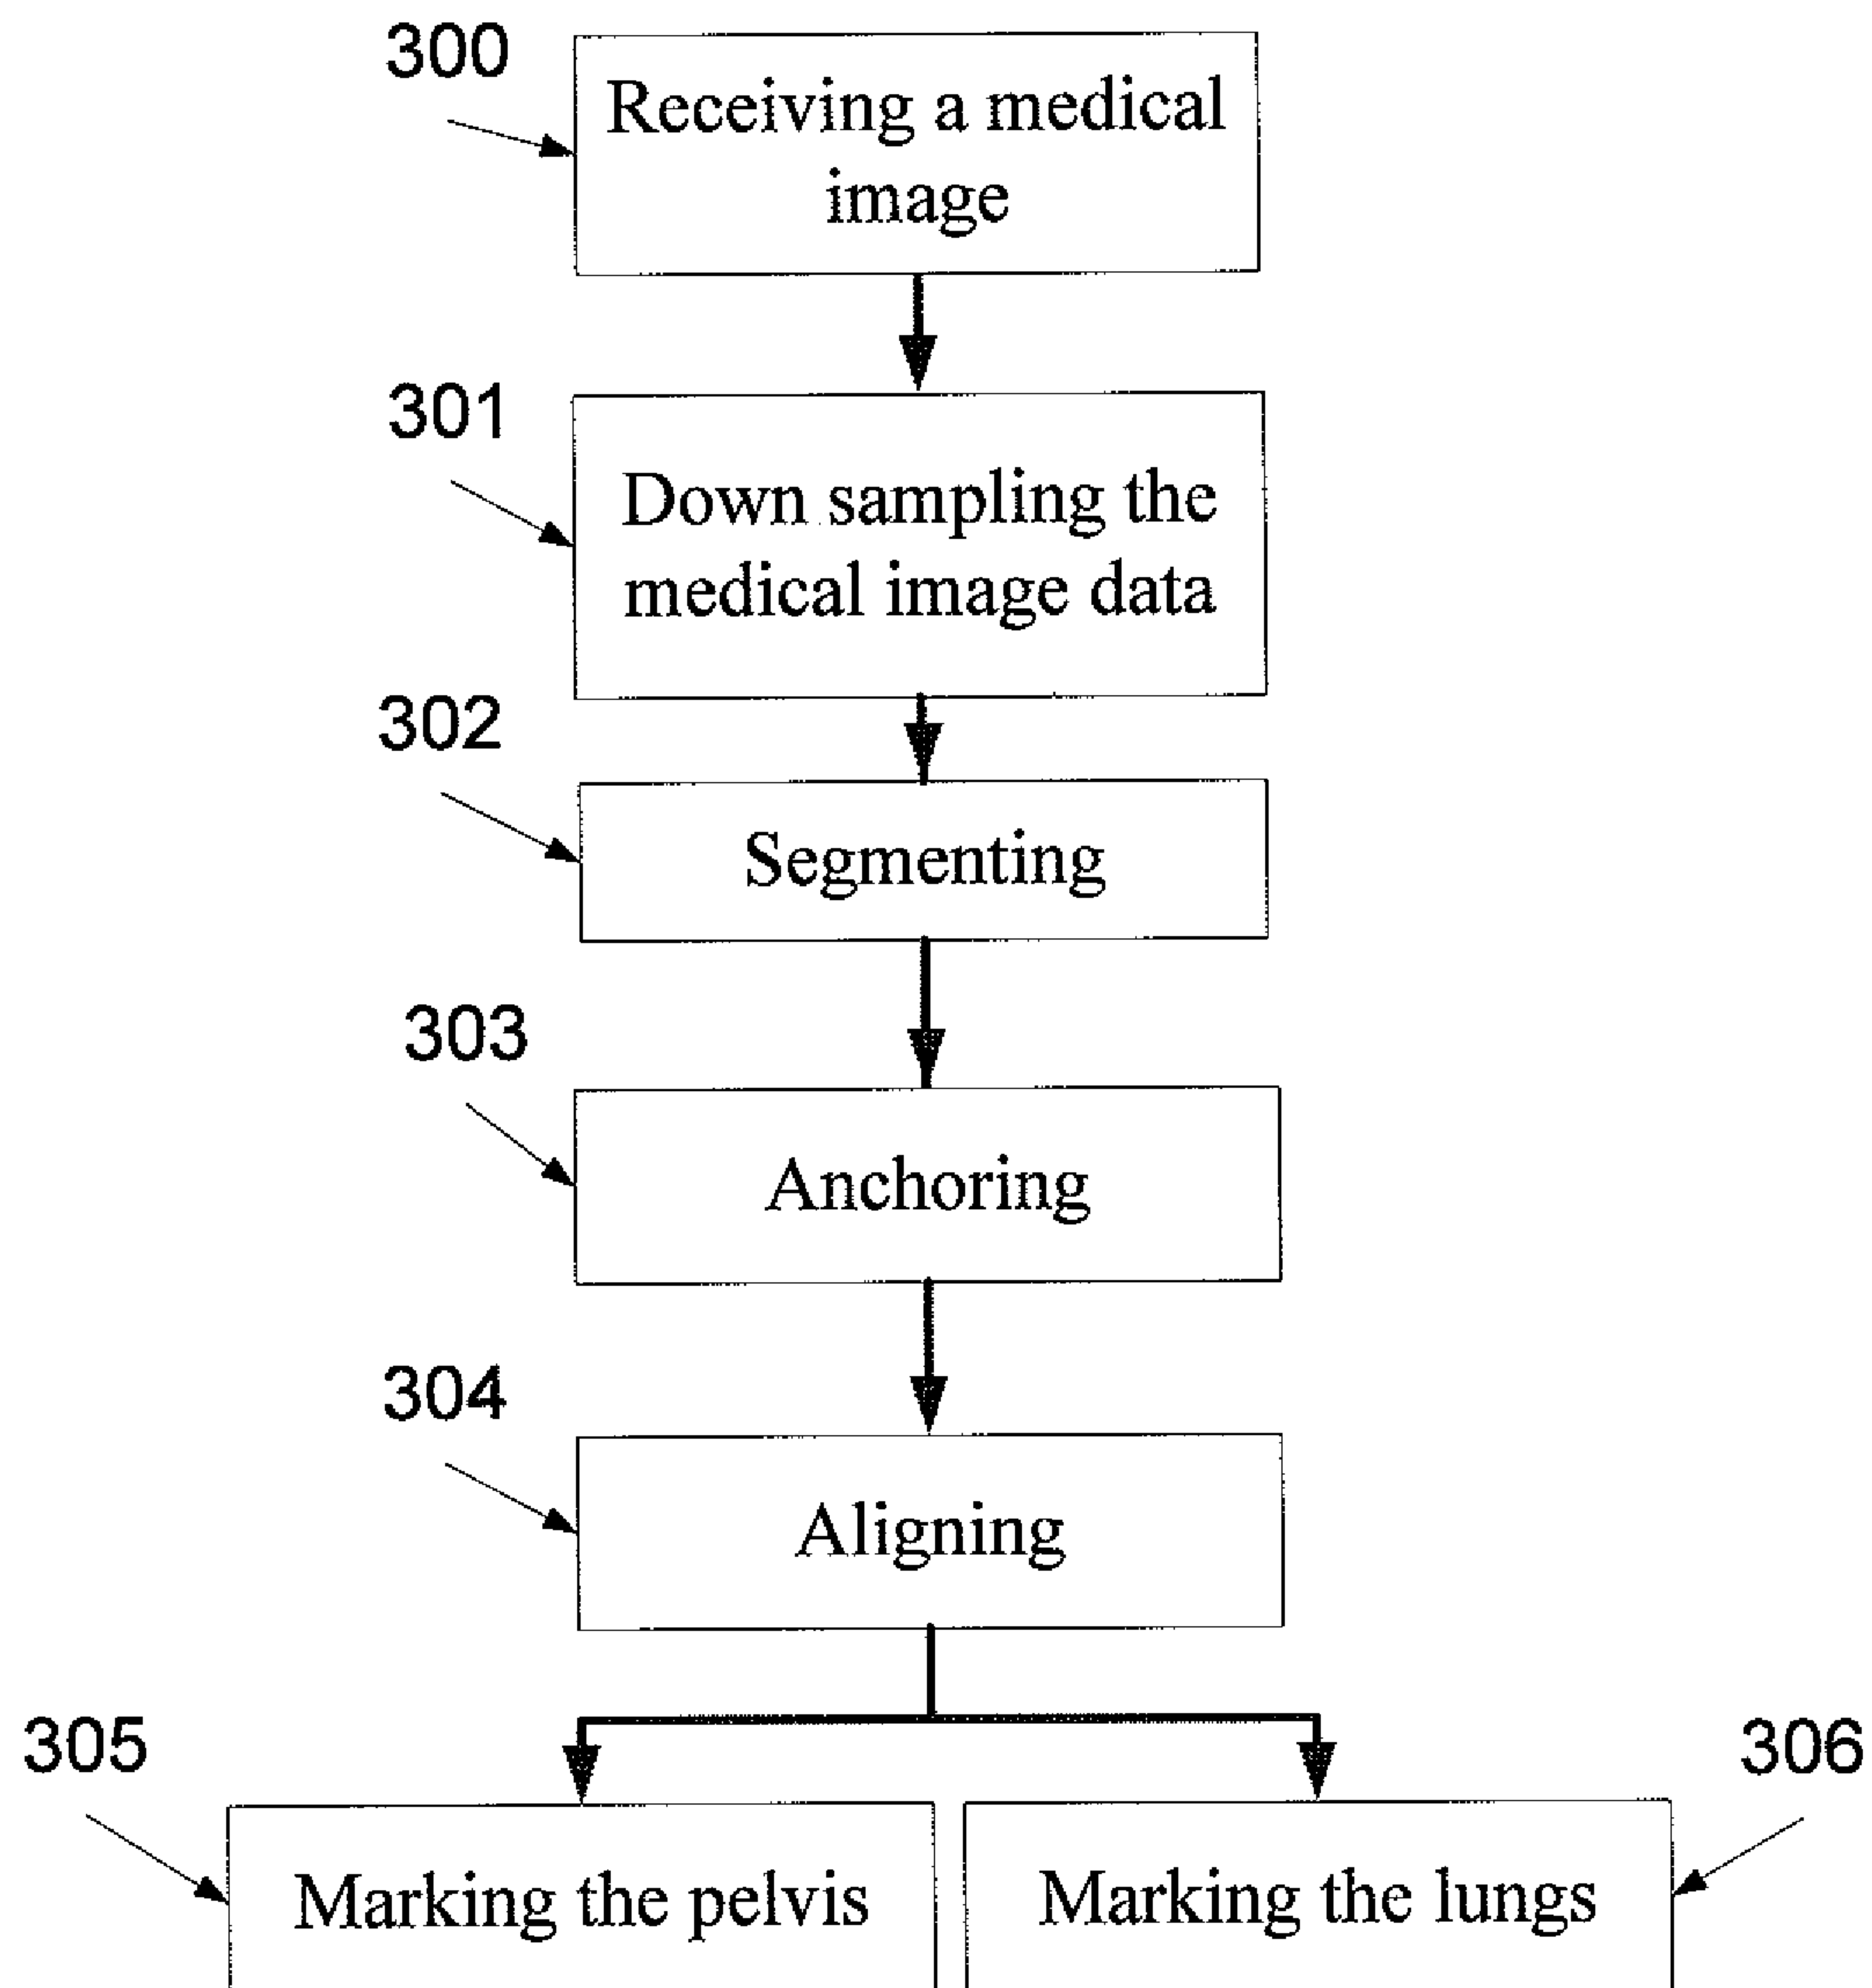 300
Receiving a medical
image
301
Down sampling the
medical image data
302
Segmenting
303
Anchoring
304
Aligning
305
306
Marking the pelvis
Marking the lungs